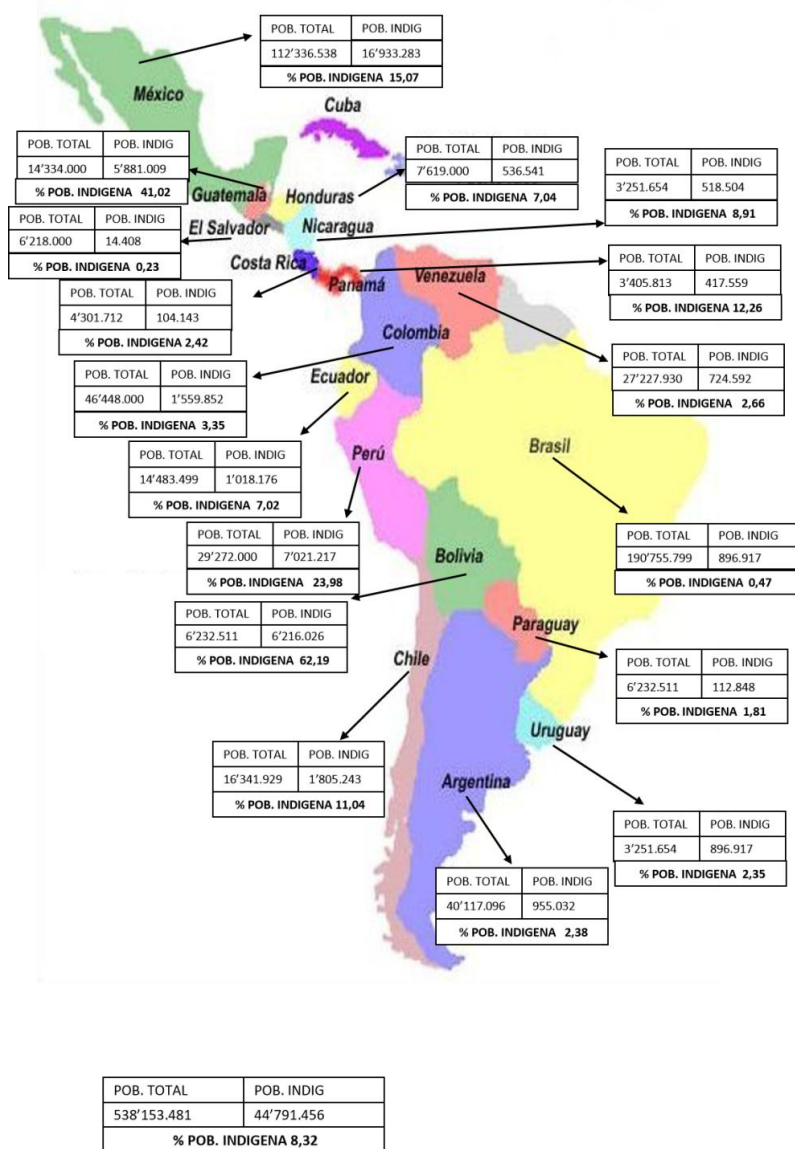 POB. TOTAL POB. INDIG
112’336.538 16’933.283
% POB. INDIGENA 15,07
México
Cuba
POB. TOTAL POB. INDIG
14’334.000 5’881.009
% POB. INDIGENA 41,02
POB. TOTAL POB. INDIG
7’619.000 536.541
% POB. INDIGENA 7,04
POB. TOTAL POB. INDIG
3’251.654 518.504
% POB. INDIGENA 8,91
Guatemala
Honduras
El Salvador
Nicaragua
POB. TOTAL POB. INDIG
6’218.000 14.408
% POB. INDIGENA 0,23
Costa Rica
Panamá
Venezuela
POB. TOTAL POB. INDIG
3’405.813 417.559
% POB. INDIGENA 12,26
POB. TOTAL POB. INDIG
4’301.712 104.143
% POB. INDIGENA 2,42
Colombia
POB. TOTAL POB. INDIG
27’227.930 724.592
% POB. INDIGENA 2,66
POB. TOTAL POB. INDIG
46’448.000 1’559.852
% POB. INDIGENA 3,35
Ecuador
POB. TOTAL POB. INDIG
14’483.499 1’018.176
% POB. INDIGENA 7,02
Perú
Brasil
POB. TOTAL POB. INDIG
29’272.000 7’021.217
% POB. INDIGENA 23,98
POB. TOTAL POB. INDIG
190’755.799 896.917
% POB. INDIGENA 0,47
Bolivia
POB. TOTAL POB. INDIG
6’232.511 6’216.026
% POB. INDIGENA 62,19
Paraguay
Chile
POB. TOTAL POB. INDIG
6’232.511 112.848
% POB. INDIGENA 1,81
Uruguay
POB. TOTAL POB. INDIG
16’341.929 1’805.243
% POB. INDIGENA 11,04
Argentina
POB. TOTAL POB. INDIG
3’251.654 896.917
% POB. INDIGENA 2,35
POB. TOTAL POB. INDIG
40’117.096 955.032
% POB. INDIGENA 2,38
POB. TOTAL POB. INDIG
538’153.481 44’791.456
% POB. INDIGENA 8,32